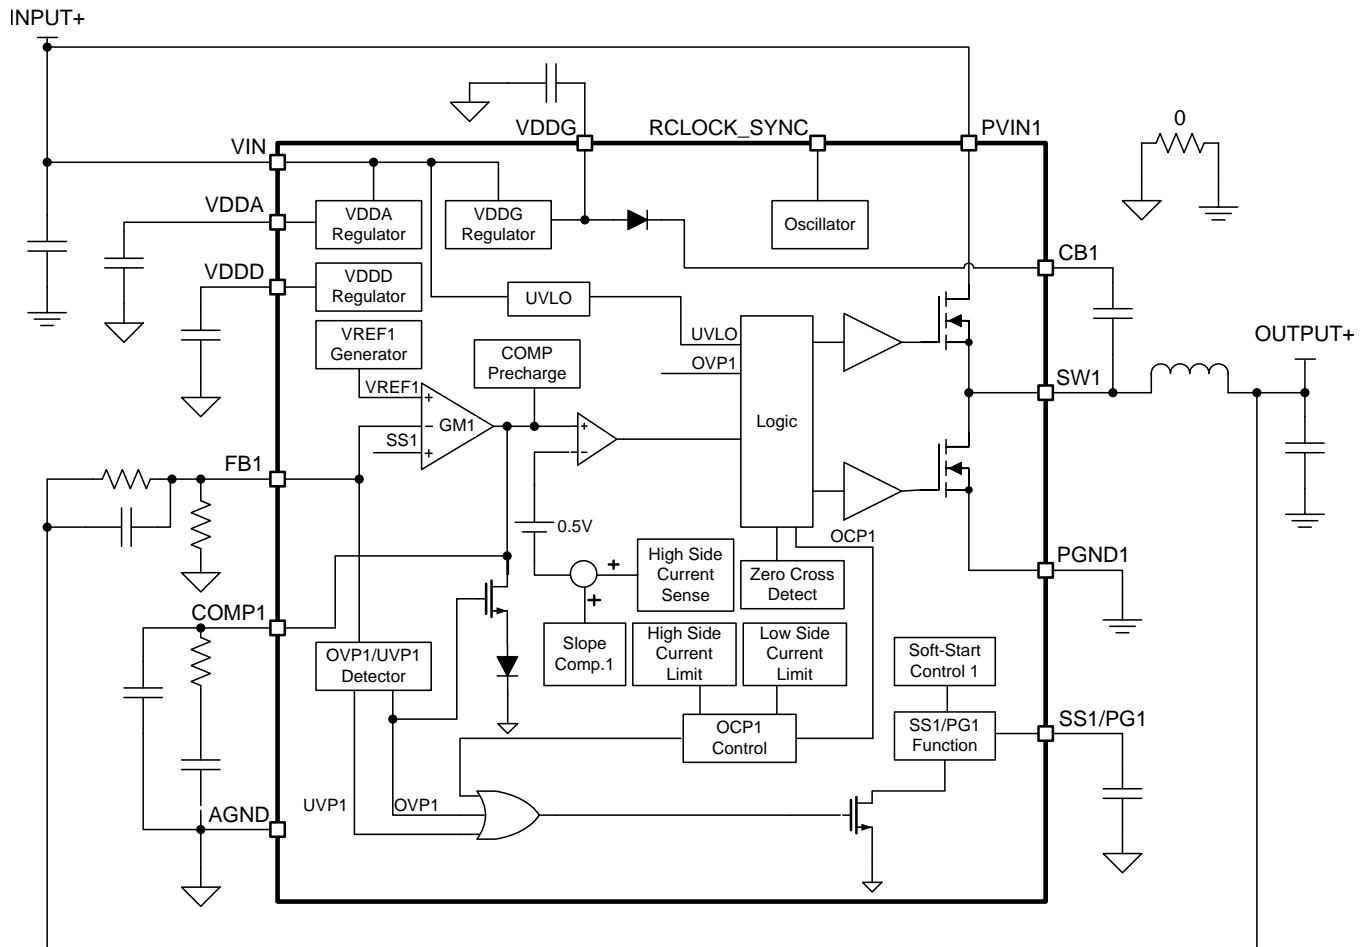 INPUT+
0
VDDG
RCLOCK_SYNC
PVIN1
VIN
VDDA
VDDA
Regulator
VDDG
Regulator
Oscillator
CB1
VDDD
VDDD
Regulator
UVLO
VREF1
Generator
UVLO
COMP
Precharge
OVP1
OUTPUT+
VREF1
SW1
+
-
+
GM1
SS1
+
-
Logic
FB1
0.5V
OCP1
High Side
Current
Sense
+
+
Zero Cross
Detect
PGND1
COMP1
OVP1/UVP1
Detector
Slope
Comp.1
High Side
Current
Limit
Low Side
Current
Limit
Soft-Start
Control 1
OCP1
Control
SS1/PG1
Function
SS1/PG1
UVP1
OVP1
AGND